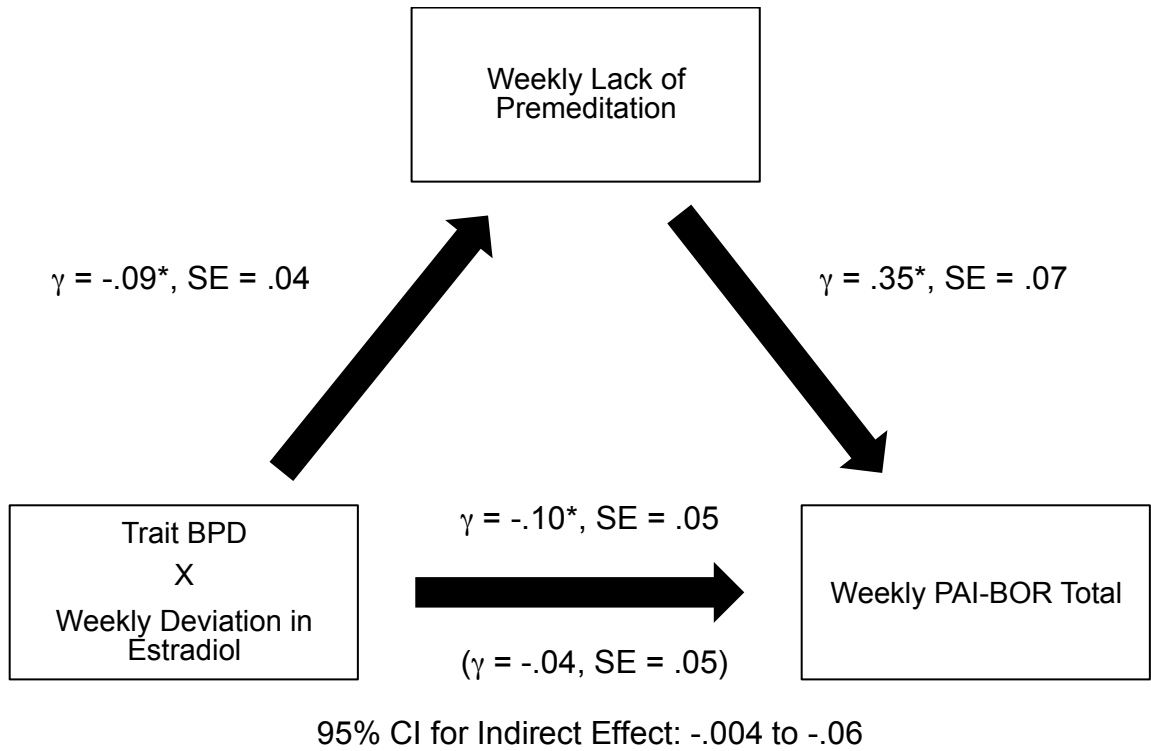 Weekly Lack of
Premeditation
γ = -.09*, SE = .04
γ = .35*, SE = .07
Trait BPD
X
Weekly Deviation in
Estradiol
γ = -.10*, SE = .05
(γ = -.04, SE = .05)
Weekly PAI-BOR Total
95% CI for Indirect Effect: -.004 to -.06